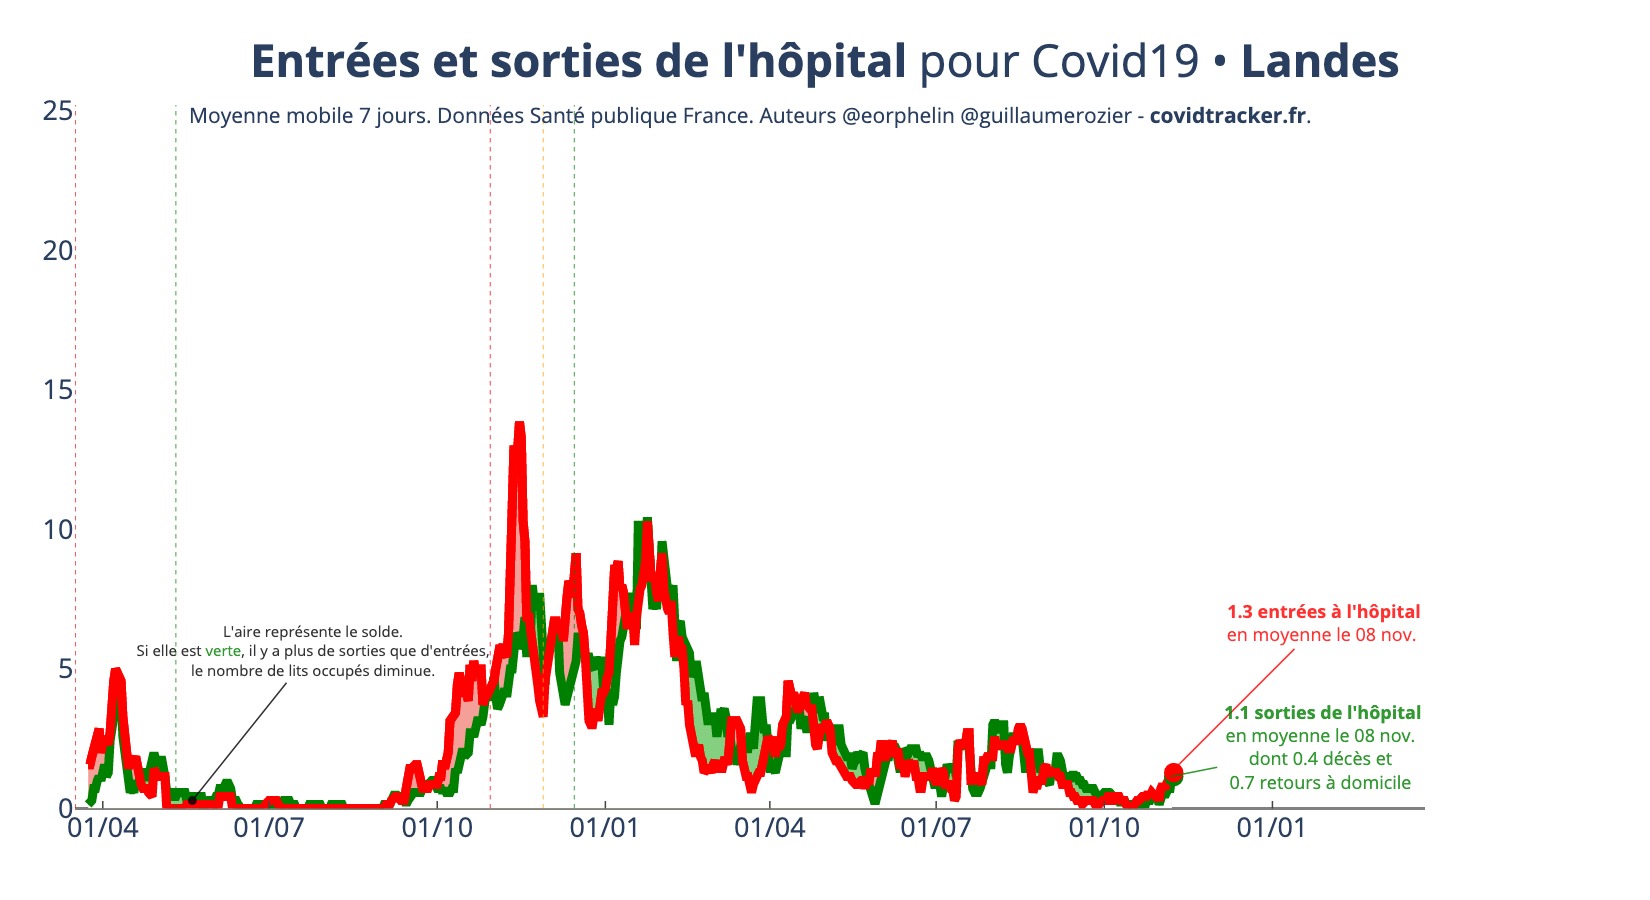 Entrées et sorties de l'hôpital pour Covid19 • Landes
Moyenne mobile 7 jours. Données Santé publique France. Auteurs @eorphelin @guillaumerozier - covidtracker.fr.
25
20
15
10
5
0
L'aire représente le solde.
Si elle est verte, il y a plus de sorties que d'entrées,
le nombre de lits occupés diminue.
1.3 entrées à l'hôpital
en moyenne le 08 nov.
1.1 sorties de l'hôpital
en moyenne le 08 nov.
dont 0.4 décès et
0.7 retours à domicile
01/04 01/07 01/10 01/01 01/04 01/07 01/10 01/01